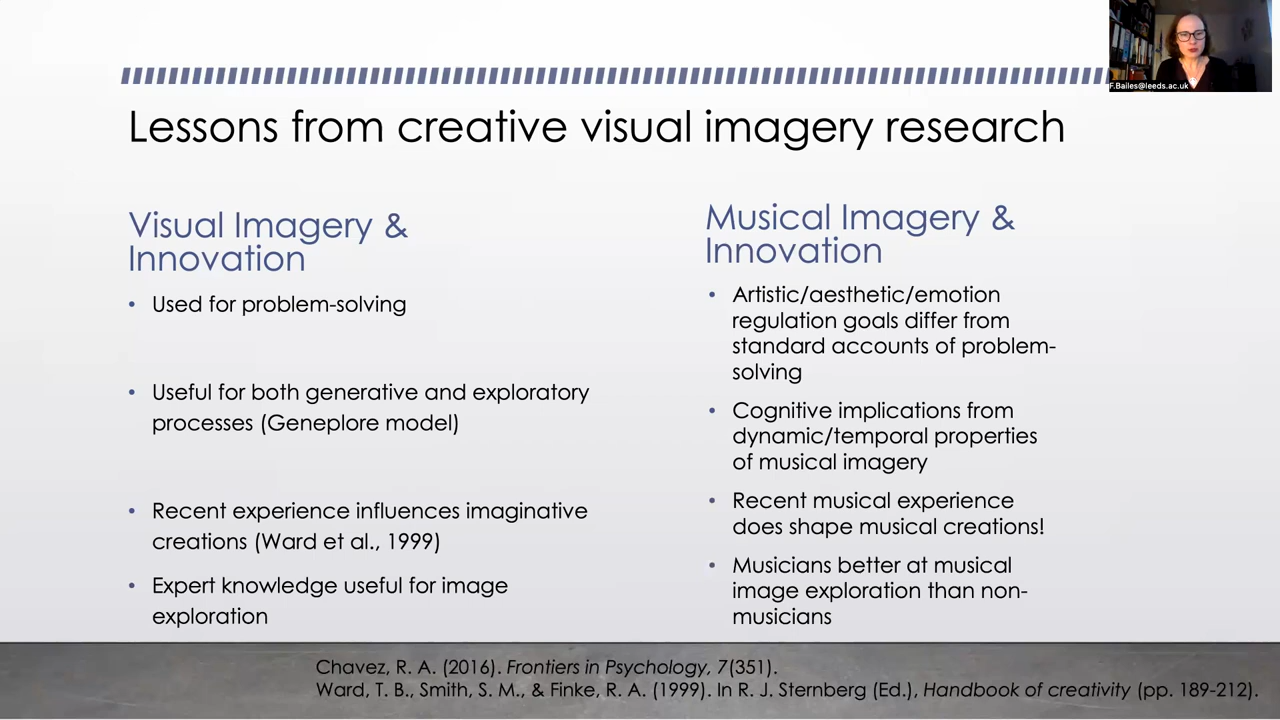 F.Bailes@leeds.ac.uk
Lessons from creative visual imagery research
Visual Imagery &
Innovation
• Used for problem-solving
• Useful for both generative and exploratory
processes (Geneplore model)
• Recent experience influences imaginative
creations (Ward et al., 1999)
• Expert knowledge useful for image
exploration
Musical Imagery &
Innovation
• Artistic/aesthetic/emotion
regulation goals differ from
standard accounts of problem-
solving
• Cognitive implications from
dynamic/temporal properties
of musical imagery
• Recent musical experience
does shape musical creations!
• Musicians better at musical
image exploration than non-
musicians
Chavez, R. A. (2016). Frontiers in Psychology, 7(351).
Ward, T. B., Smith, S. M., & Finke, R. A. (1999). In R. J. Sternberg (Ed.), Handbook of creativity (pp. 189-212).